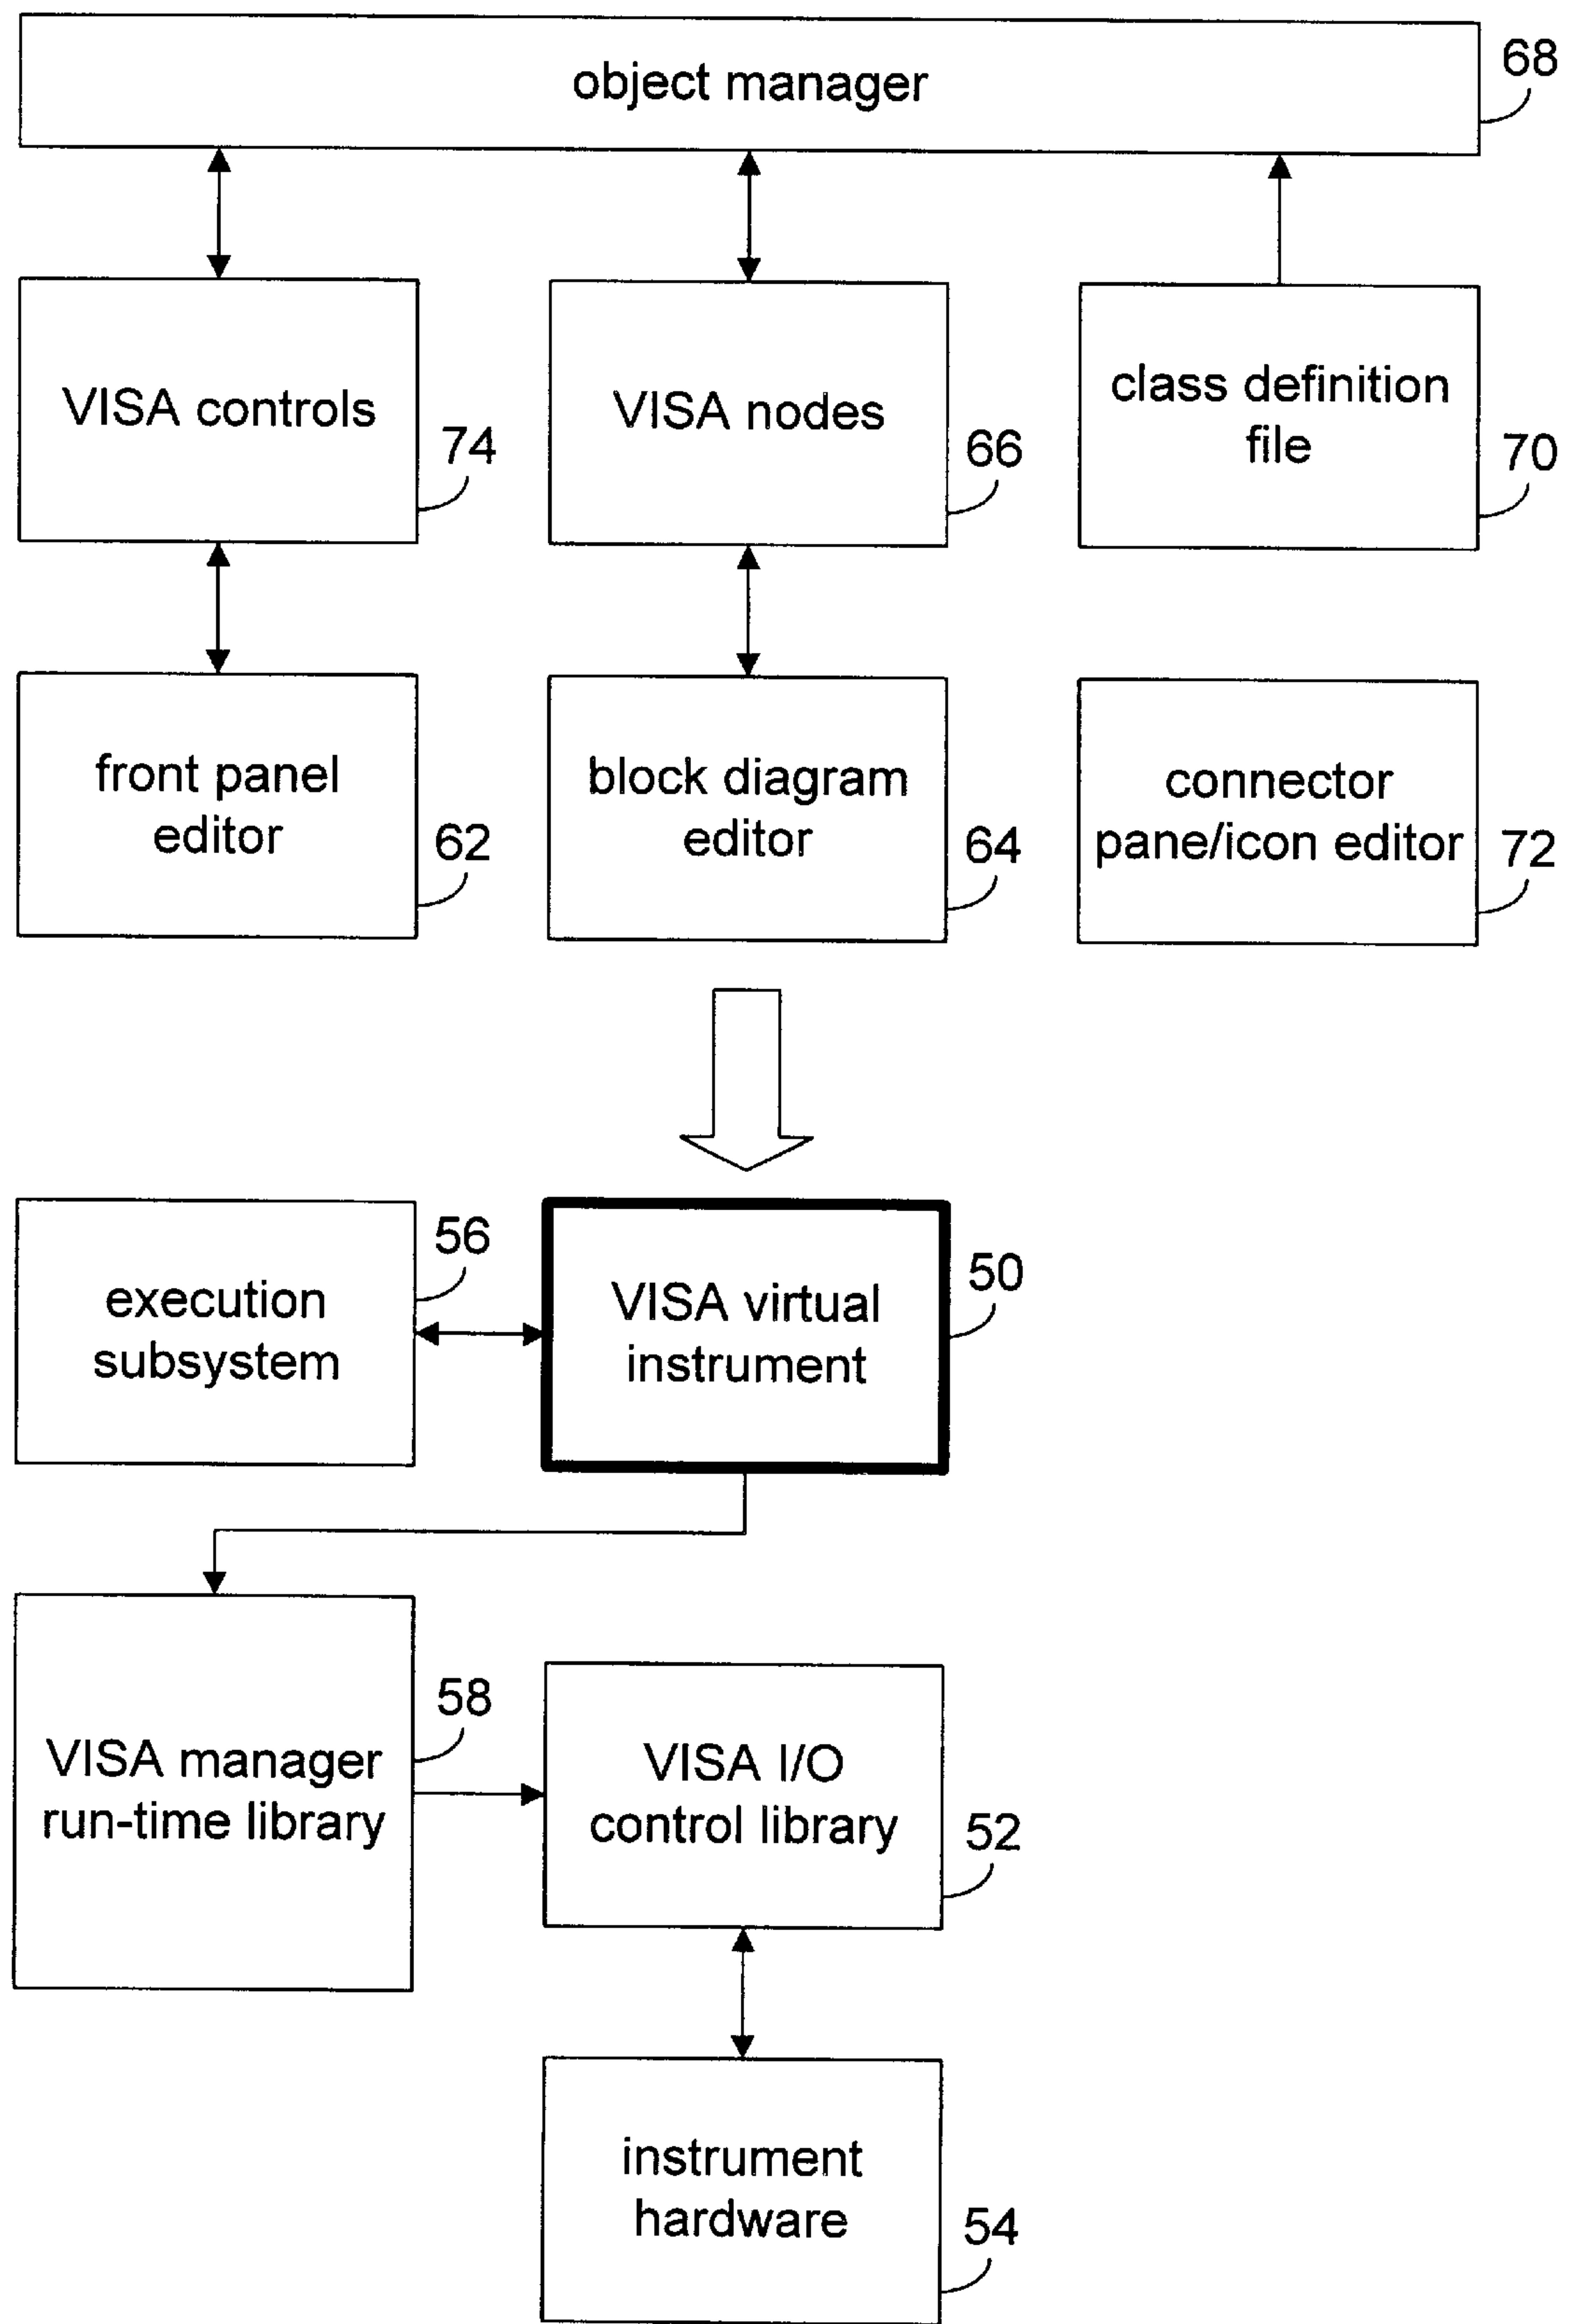 object manager
68
VISA controls
74
VISA nodes
66
class definition
file
70
front panel
editor
62
block diagram
editor
64
connector
pane/icon editor
72
execution
subsystem
56
VISA virtual
instrument
50
VISA manager
run-time library
58
VISA I/O
control library
52
instrument
hardware
54